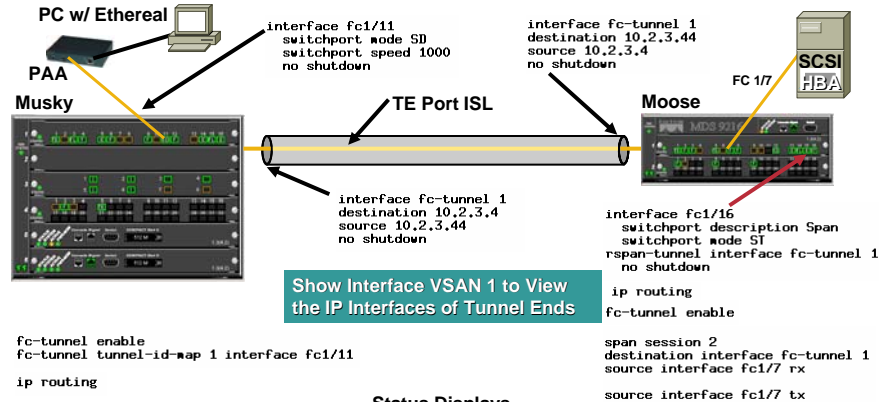 PC w/ Ethereal
PAA
Musky
interface fc1/11
switchport mode SD
switchport speed 1000
no shutdown
interface fc-tunnel 1
destination 10.2.3.44
source 10.2.3.4
no shutdown
SCSI
HBA
FC 1/7
TE Port ISL
Moose
MDS 9216
interface fc-tunnel 1
destination 10.2.3.4
source 10.2.3.44
no shutdown
interface fc1/16
switchport description Span
switchport mode ST
rspan-tunnel interface fc-tunnel 1
no shutdown
ip routing
fc-tunnel enable
span session 2
destination interface fc-tunnel 1
source interface fc1/7 rx
source interface fc1/7 tx
Show Interface VSAN 1 to View
the IP Interfaces of Tunnel Ends
fc-tunnel enable
fc-tunnel tunnel-id-map 1 interface fc1/11
ip routing
Status Displays